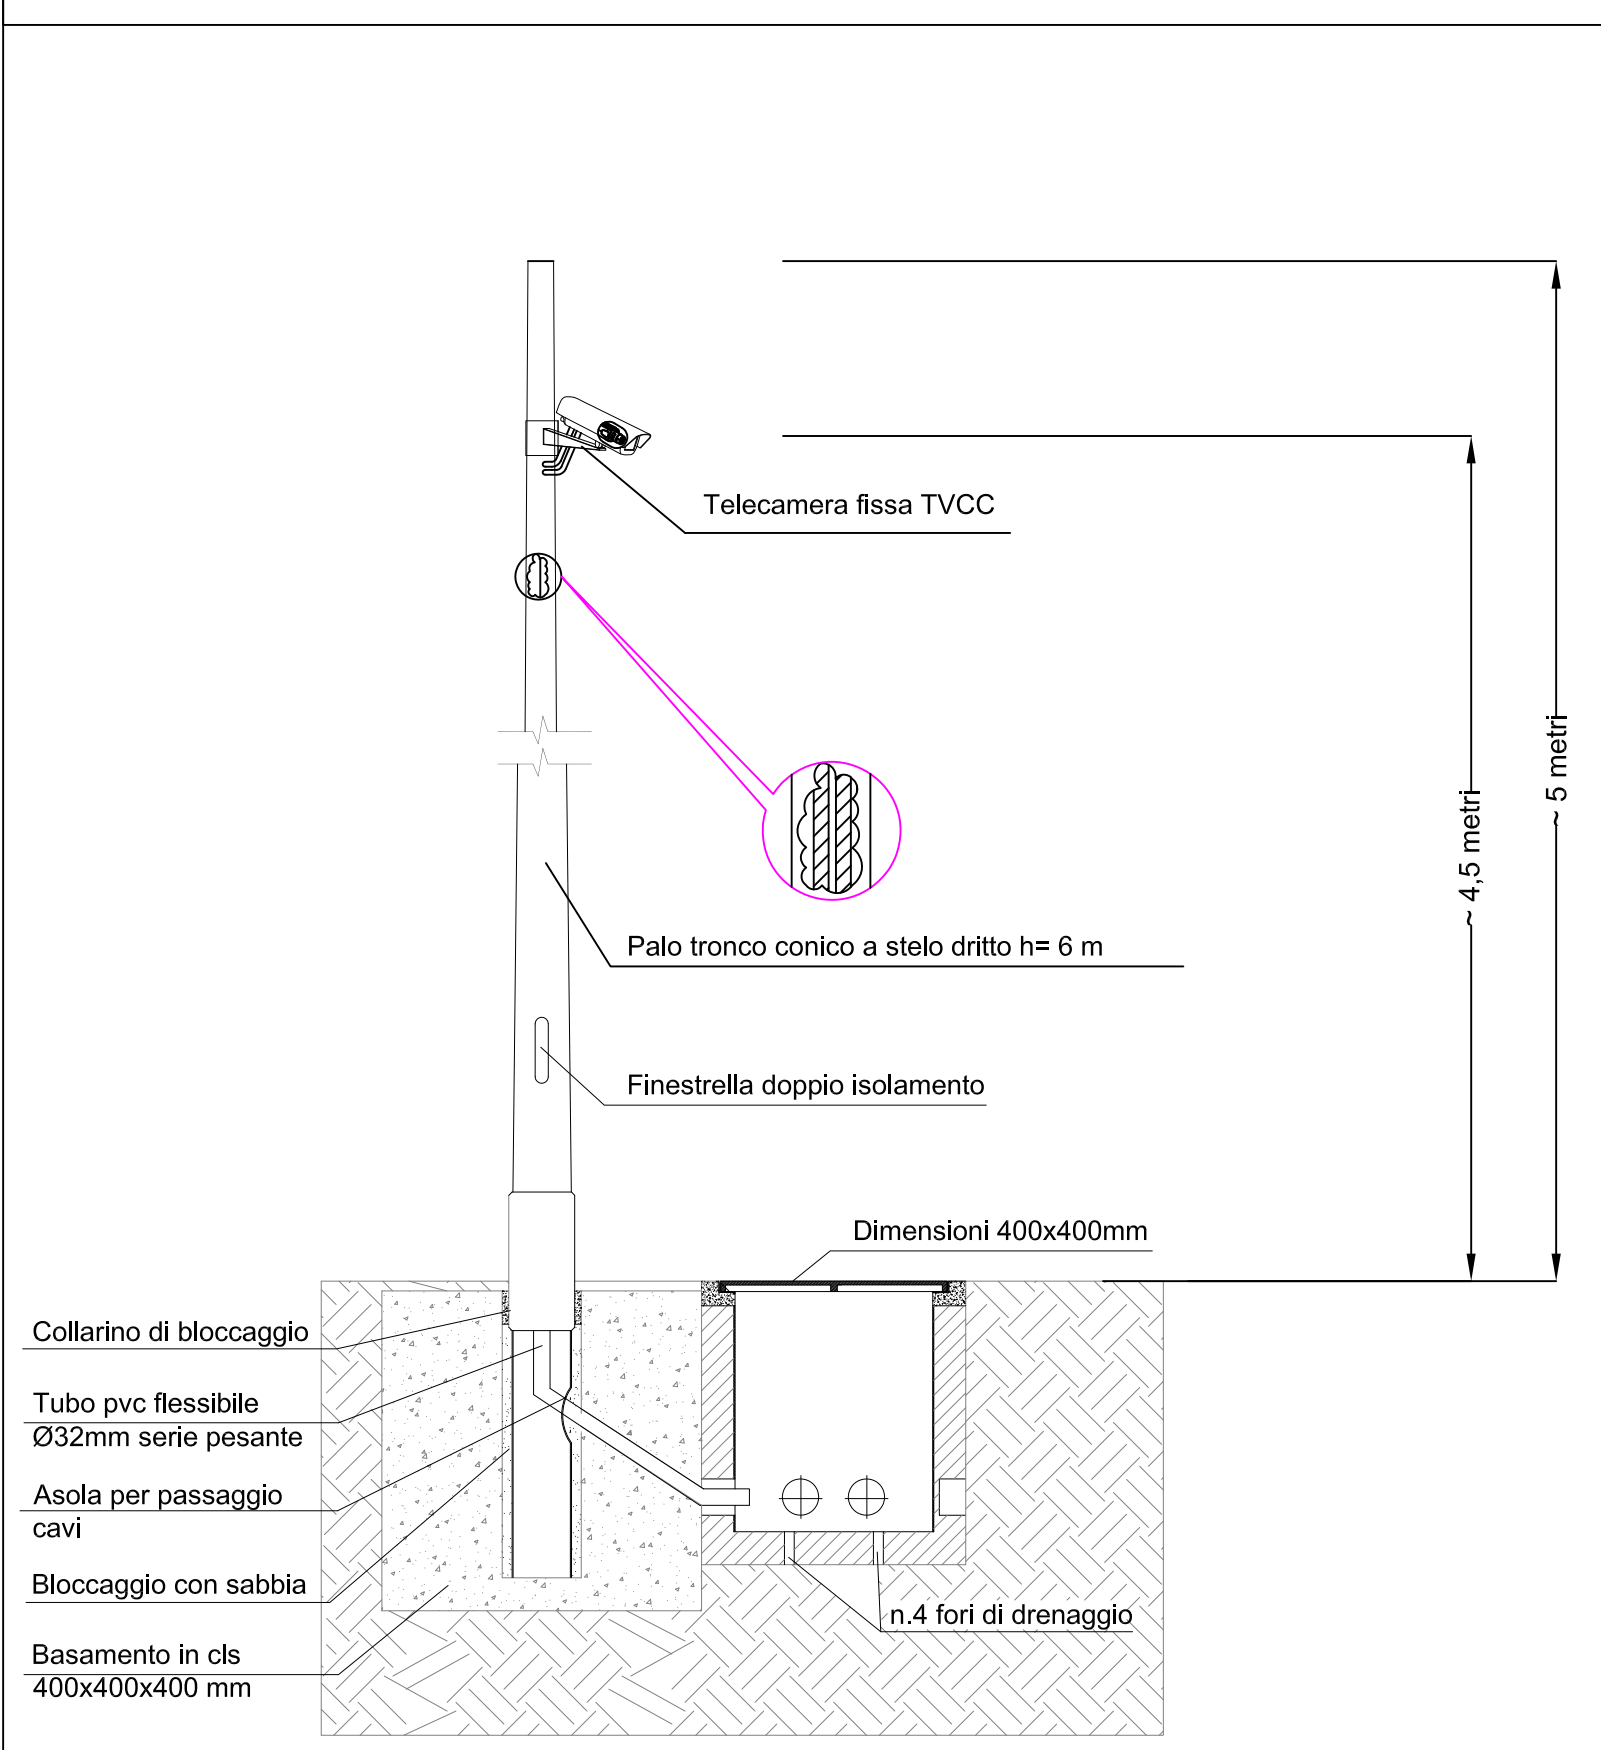 Telecamera fissa TVCC
~ 5 metri
~ 4,5 metri
Palo tronco conico a stelo dritto h= 6 m
Finestrella doppio isolamento
Dimensioni 400x400mm
Collarino di bloccaggio
Tubo pvc flessibile
Ø32mm serie pesante
Asola per passaggio
cavi
Bloccaggio con sabbia
n.4 fori di drenaggio
Basamento in cls
400x400x400 mm